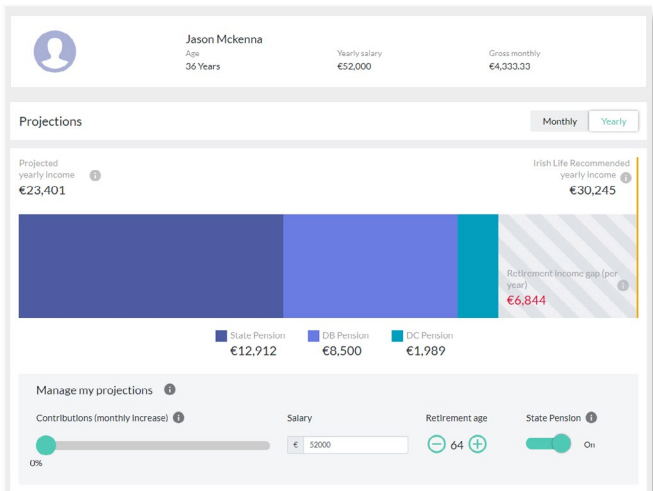 Jason Mckenna
Age
36 Years
Yearly salary
€52,000
Gross monthly
€4,333.33
Projections
Monthly
Yearly
Projected
yearly income
€23,401
Irish Life Recommended
yearly income
€30,245
Retirement income gap (per
year)
€6,844
State Pension
€12,912
DB Pension
€8,500
DC Pension
€1,989
Manage my projections
Contributions (monthly increase)
0%
Salary
€ 52000
Retirement age
64
State Pension
On